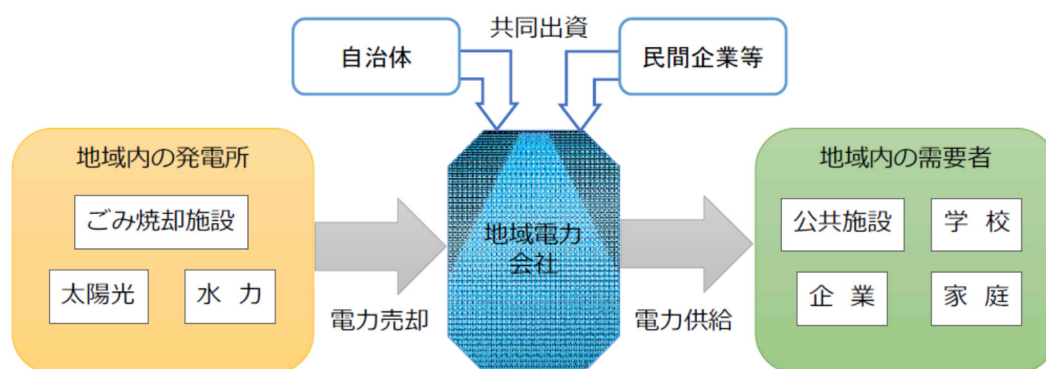 共同出資
自治体
民間企業等
地域内の発電所
ごみ焼却施設
太陽光
水 力
電力売却
地域電力
会社
電力供給
地域内の需要者
公共施設
学 校
企 業
家 庭